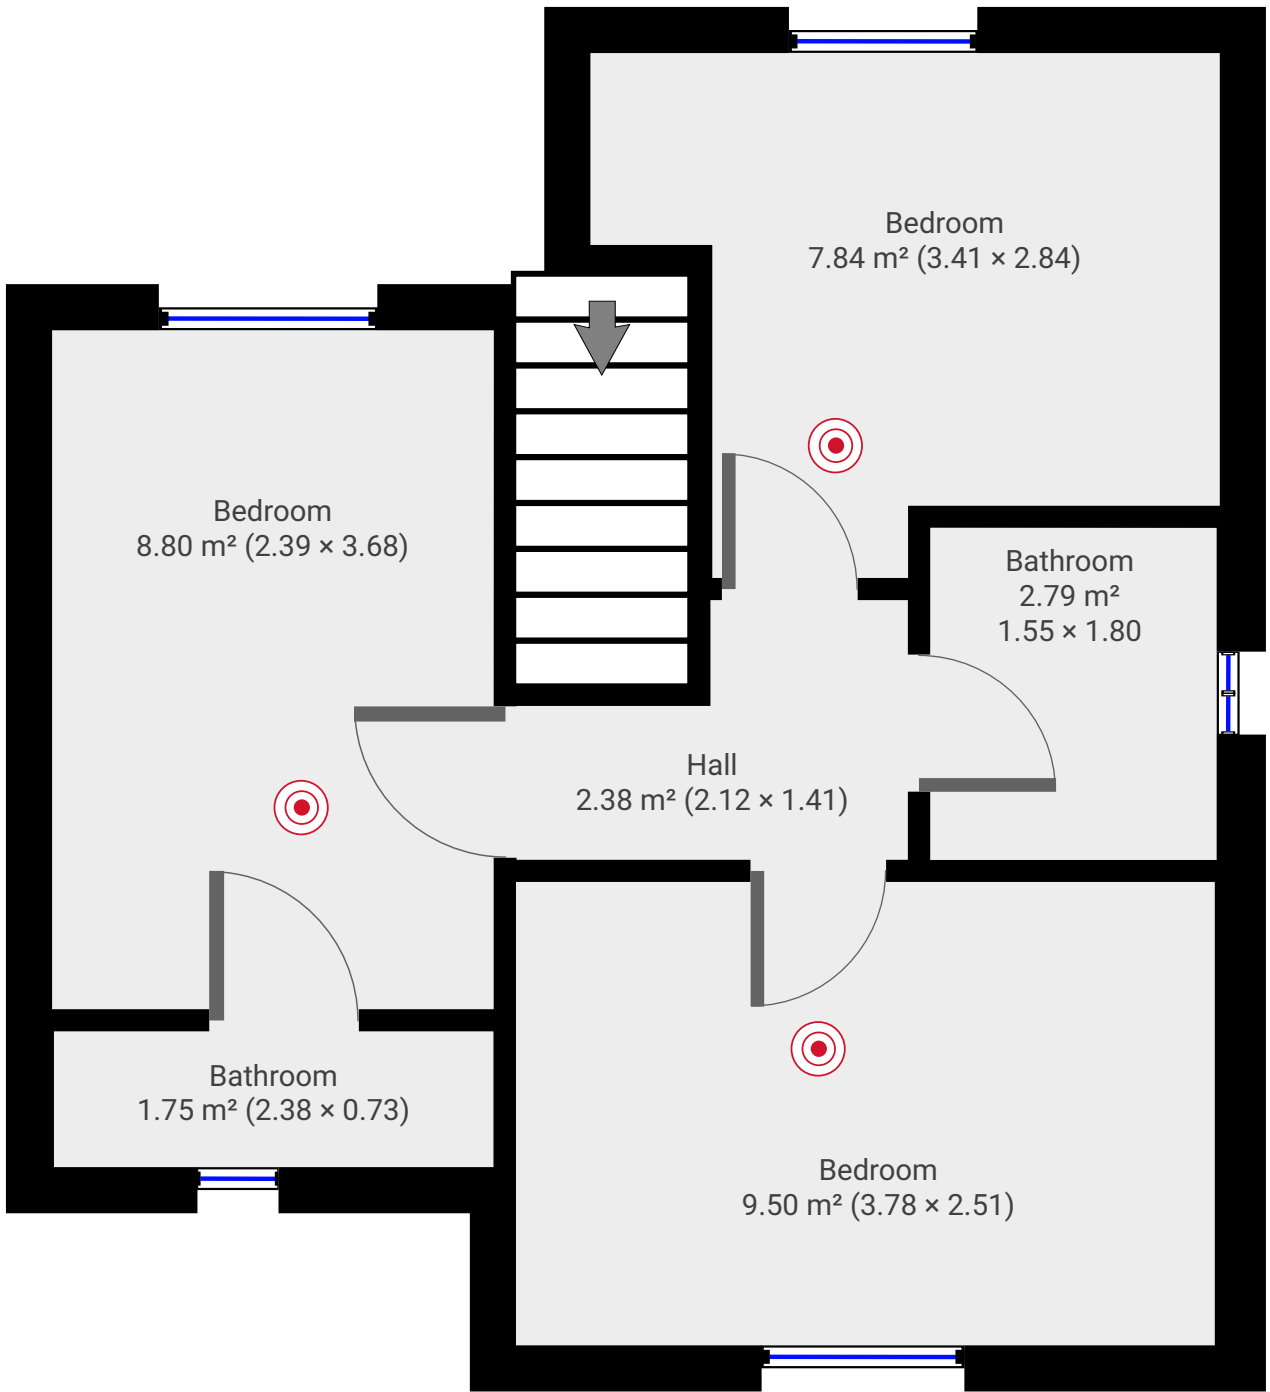 Bedroom
7.84 m² (3.41 × 2.84)
Bedroom
8.80 m² (2.39 × 3.68)
Bathroom
2.79 m²
1.55 × 1.80
Hall
2.38 m² (2.12 × 1.41)
Bathroom
1.75 m² (2.38 × 0.73)
Bedroom
9.50 m² (3.78 × 2.51)